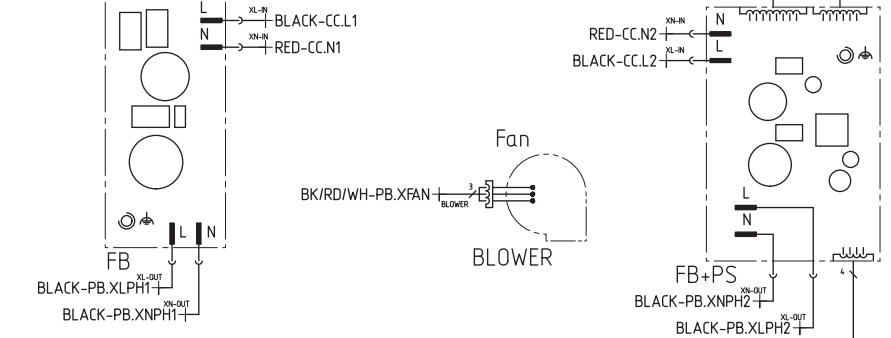 L
XL-IN
BLACK-CC.L1
N
XN-IN
RED-CC.N1
L
N
FB
XL-OUT
BLACK-PB.XLPH1
XN-OUT
BLACK-PB.XNPH1
Fan
3
BK/RD/WH-PB.XFAN
BLOWER
BLOWER
XN-IN
N
RED-CC.N2
XL-IN
L
BLACK-CC.L2
L
N
FB+PS
4
XN-OUT
BLACK-PB.XNPH2
XL-OUT
BLACK-PB.XLPH2